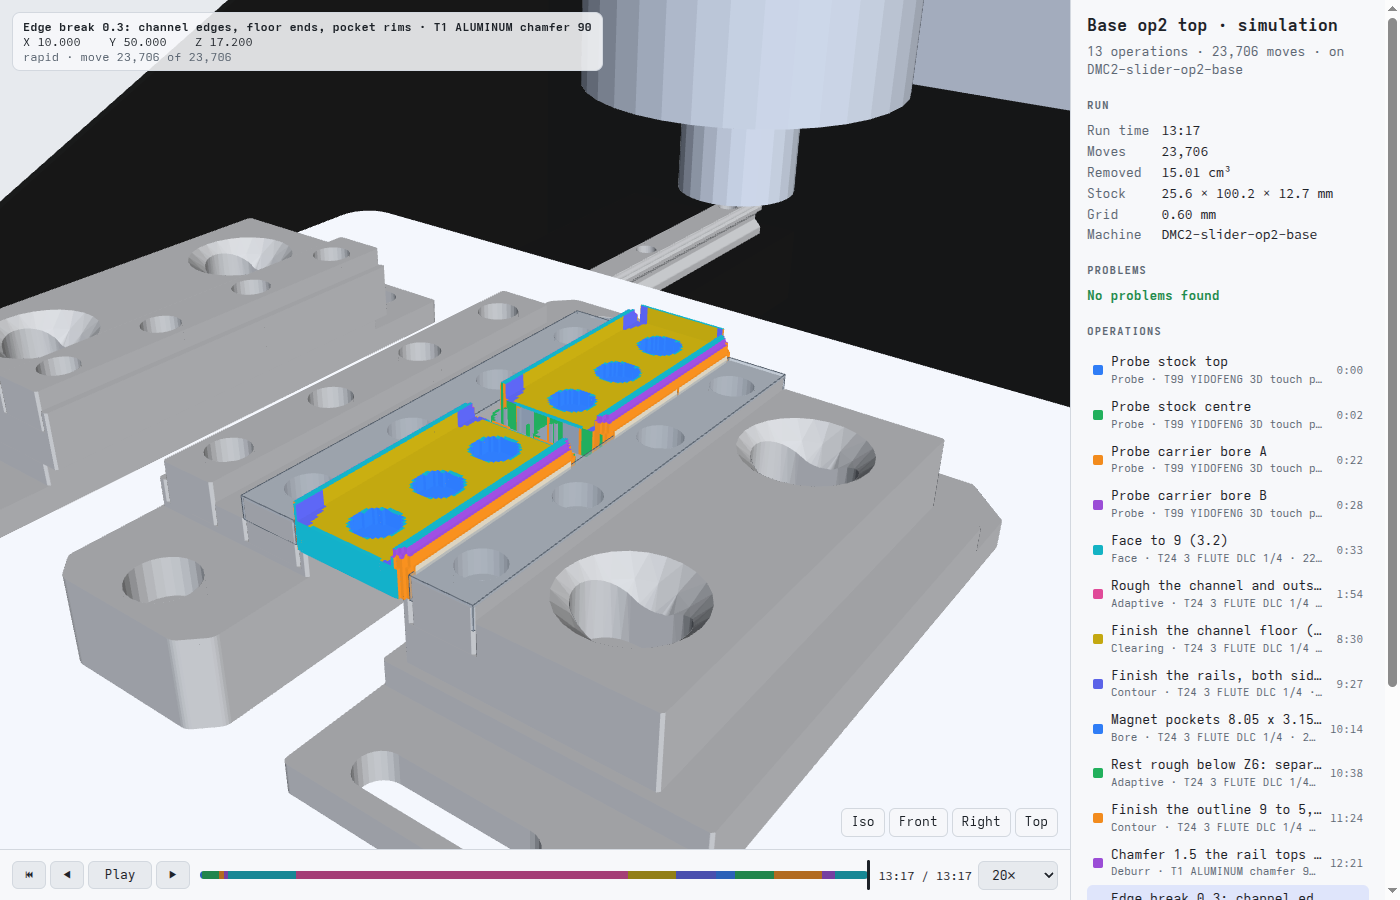 Edge break 0.3: channel edges, floor ends, pocket rims · T1 ALUMINUM chamfer 90
X 10.000 Y 50.000 Z 17.200
rapid · move 23,706 of 23,706
Iso Front Right Top
Play
13:17 / 13:17
20×
Base op2 top · simulation
13 operations · 23,706 moves · on
DMC2-slider-op2-base
RUN
Run time 13:17
Moves 23,706
Removed 15.01 cm³
Stock 25.6 × 100.2 × 12.7 mm
Grid 0.60 mm
Machine DMC2-slider-op2-base
PROBLEMS
No problems found
OPERATIONS
Probe stock top
Probe · T99 YIDOFENG 3D touch p… 0:00
Probe stock centre
Probe · T99 YIDOFENG 3D touch p… 0:02
Probe carrier bore A
Probe · T99 YIDOFENG 3D touch p… 0:22
Probe carrier bore B
Probe · T99 YIDOFENG 3D touch p… 0:28
Face to 9 (3.2)
Face · T24 3 FLUTE DLC 1/4 · 22… 0:33
Rough the channel and outs…
Adaptive · T24 3 FLUTE DLC 1/4 … 1:54
Finish the channel floor (…
Clearing · T24 3 FLUTE DLC 1/4 … 8:30
Finish the rails, both sid…
Contour · T24 3 FLUTE DLC 1/4 ·… 9:27
Magnet pockets 8.05 x 3.15…
Bore · T24 3 FLUTE DLC 1/4 · 2… 10:14
Rest rough below Z6: separ…
Adaptive · T24 3 FLUTE DLC 1/4… 10:38
Finish the outline 9 to 5,…
Contour · T24 3 FLUTE DLC 1/4 … 11:24
Chamfer 1.5 the rail tops …
Deburr · T1 ALUMINUM chamfer 9… 12:21
Edge break 0.3: channel ed…